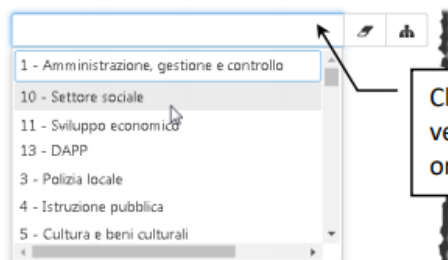 1 - Amministrazione, gestione e controllo
10 - Settore sociale
11 - Sviluppo economico
13 - DAPP
3 - Polizia locale
4 - Istruzione pubblica
5 - Cultura e beni culturali